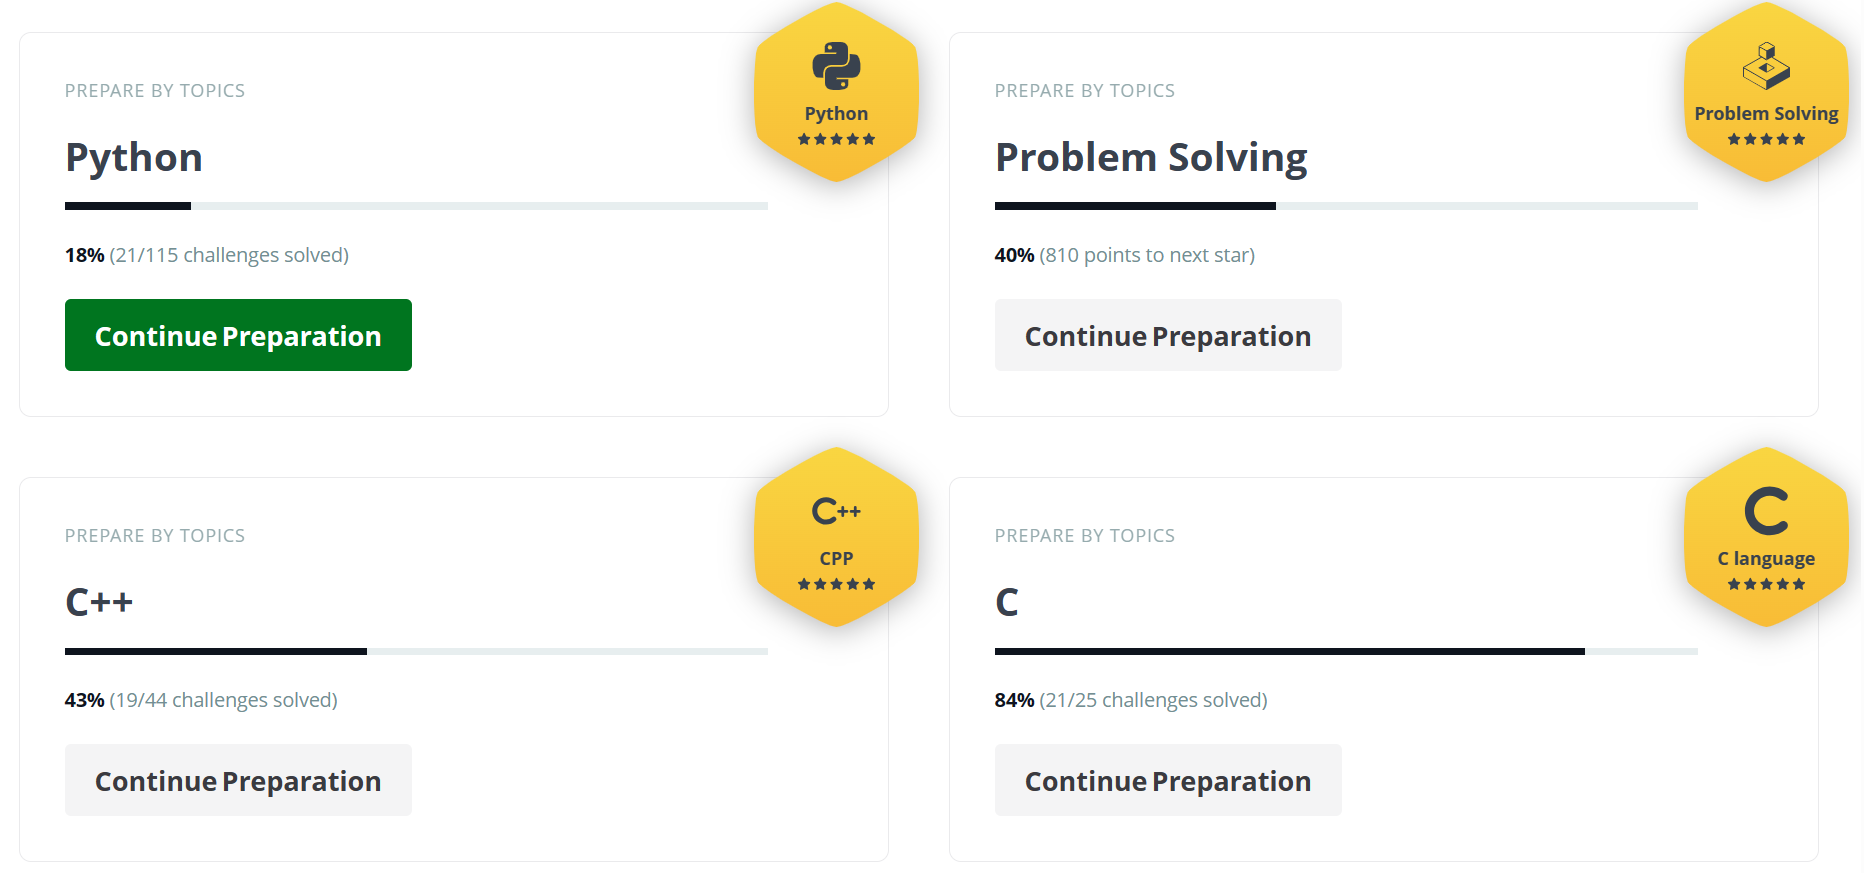 PREPARE BY TOPICS
Python
Python
18% (21/115 challenges solved)
Continue Preparation
PREPARE BY TOPICS
Problem Solving
Problem Solving
40% (810 points to next star)
Continue Preparation
PREPARE BY TOPICS
C++
CPP
C++
43% (19/44 challenges solved)
Continue Preparation
PREPARE BY TOPICS
C
C language
C
84% (21/25 challenges solved)
Continue Preparation